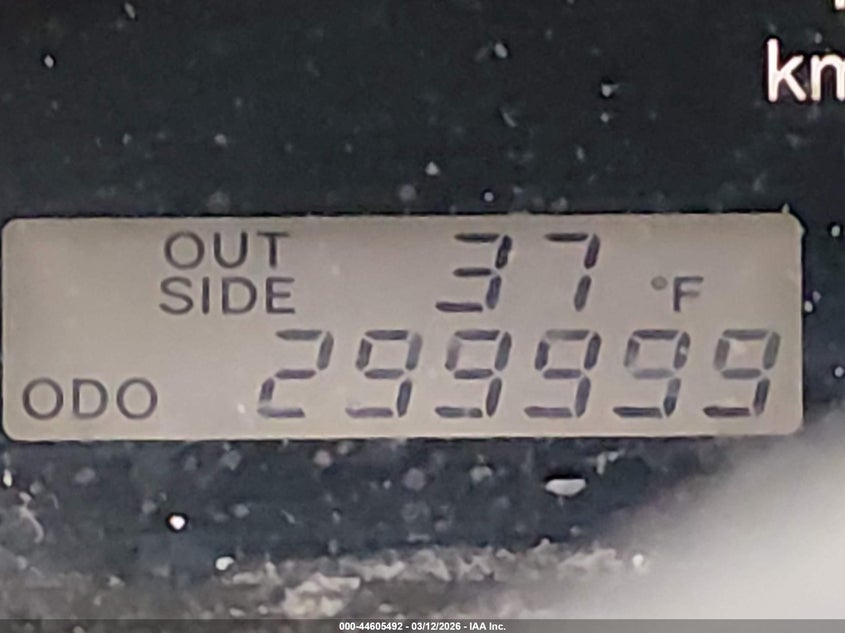 km
OUT
SIDE 37 °F
ODO 299999
000-44605492 - 03/12/2026 - IAA Inc.